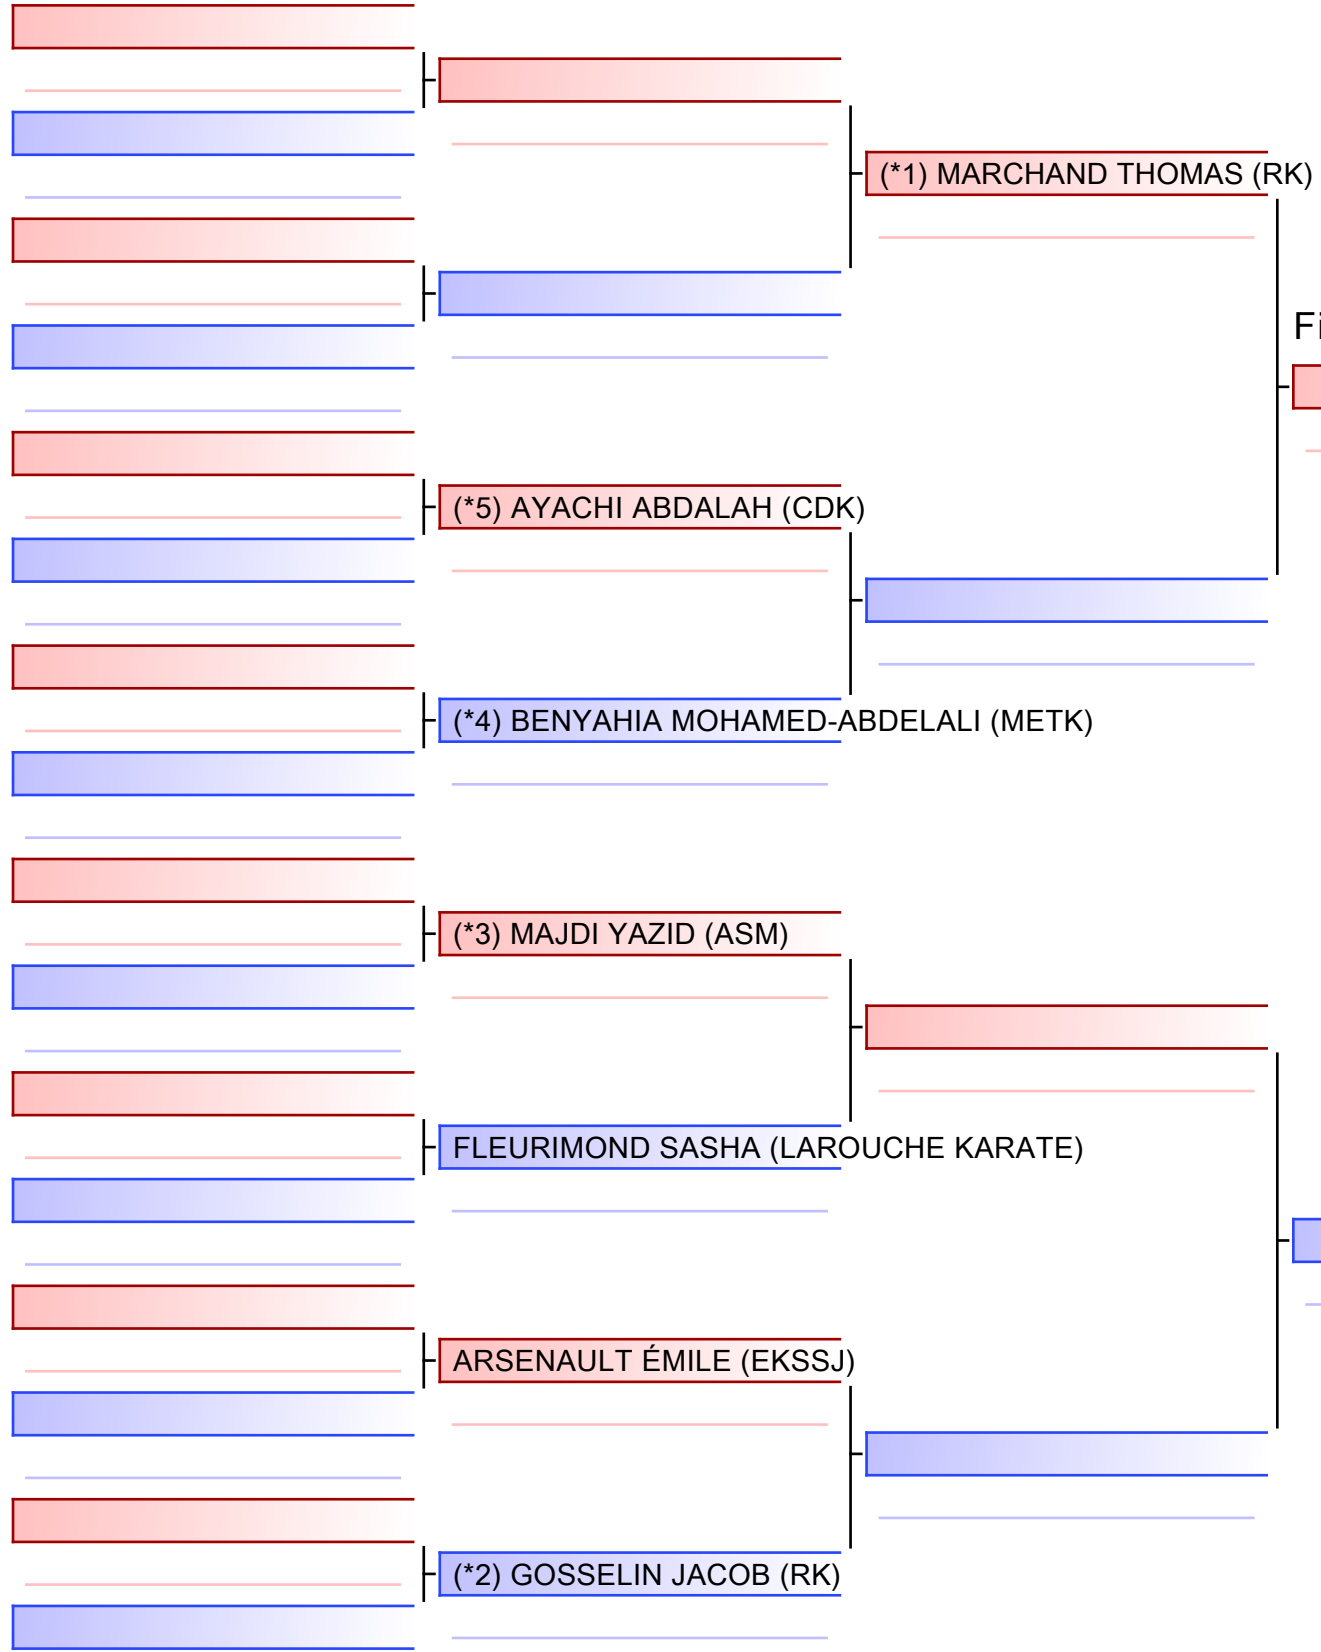 (*1) MARCHAND THOMAS (RK)
Fi
(*5) AYACHI ABDALAH (CDK)
(*4) BENYAHIA MOHAMED-ABDELALI (METK)
(*3) MAJDI YAZID (ASM)
FLEURIMOND SASHA (LAROUCHE KARATE)
ARSENAULT ÉMILE (EKSSJ)
(*2) GOSSELIN JACOB (RK)